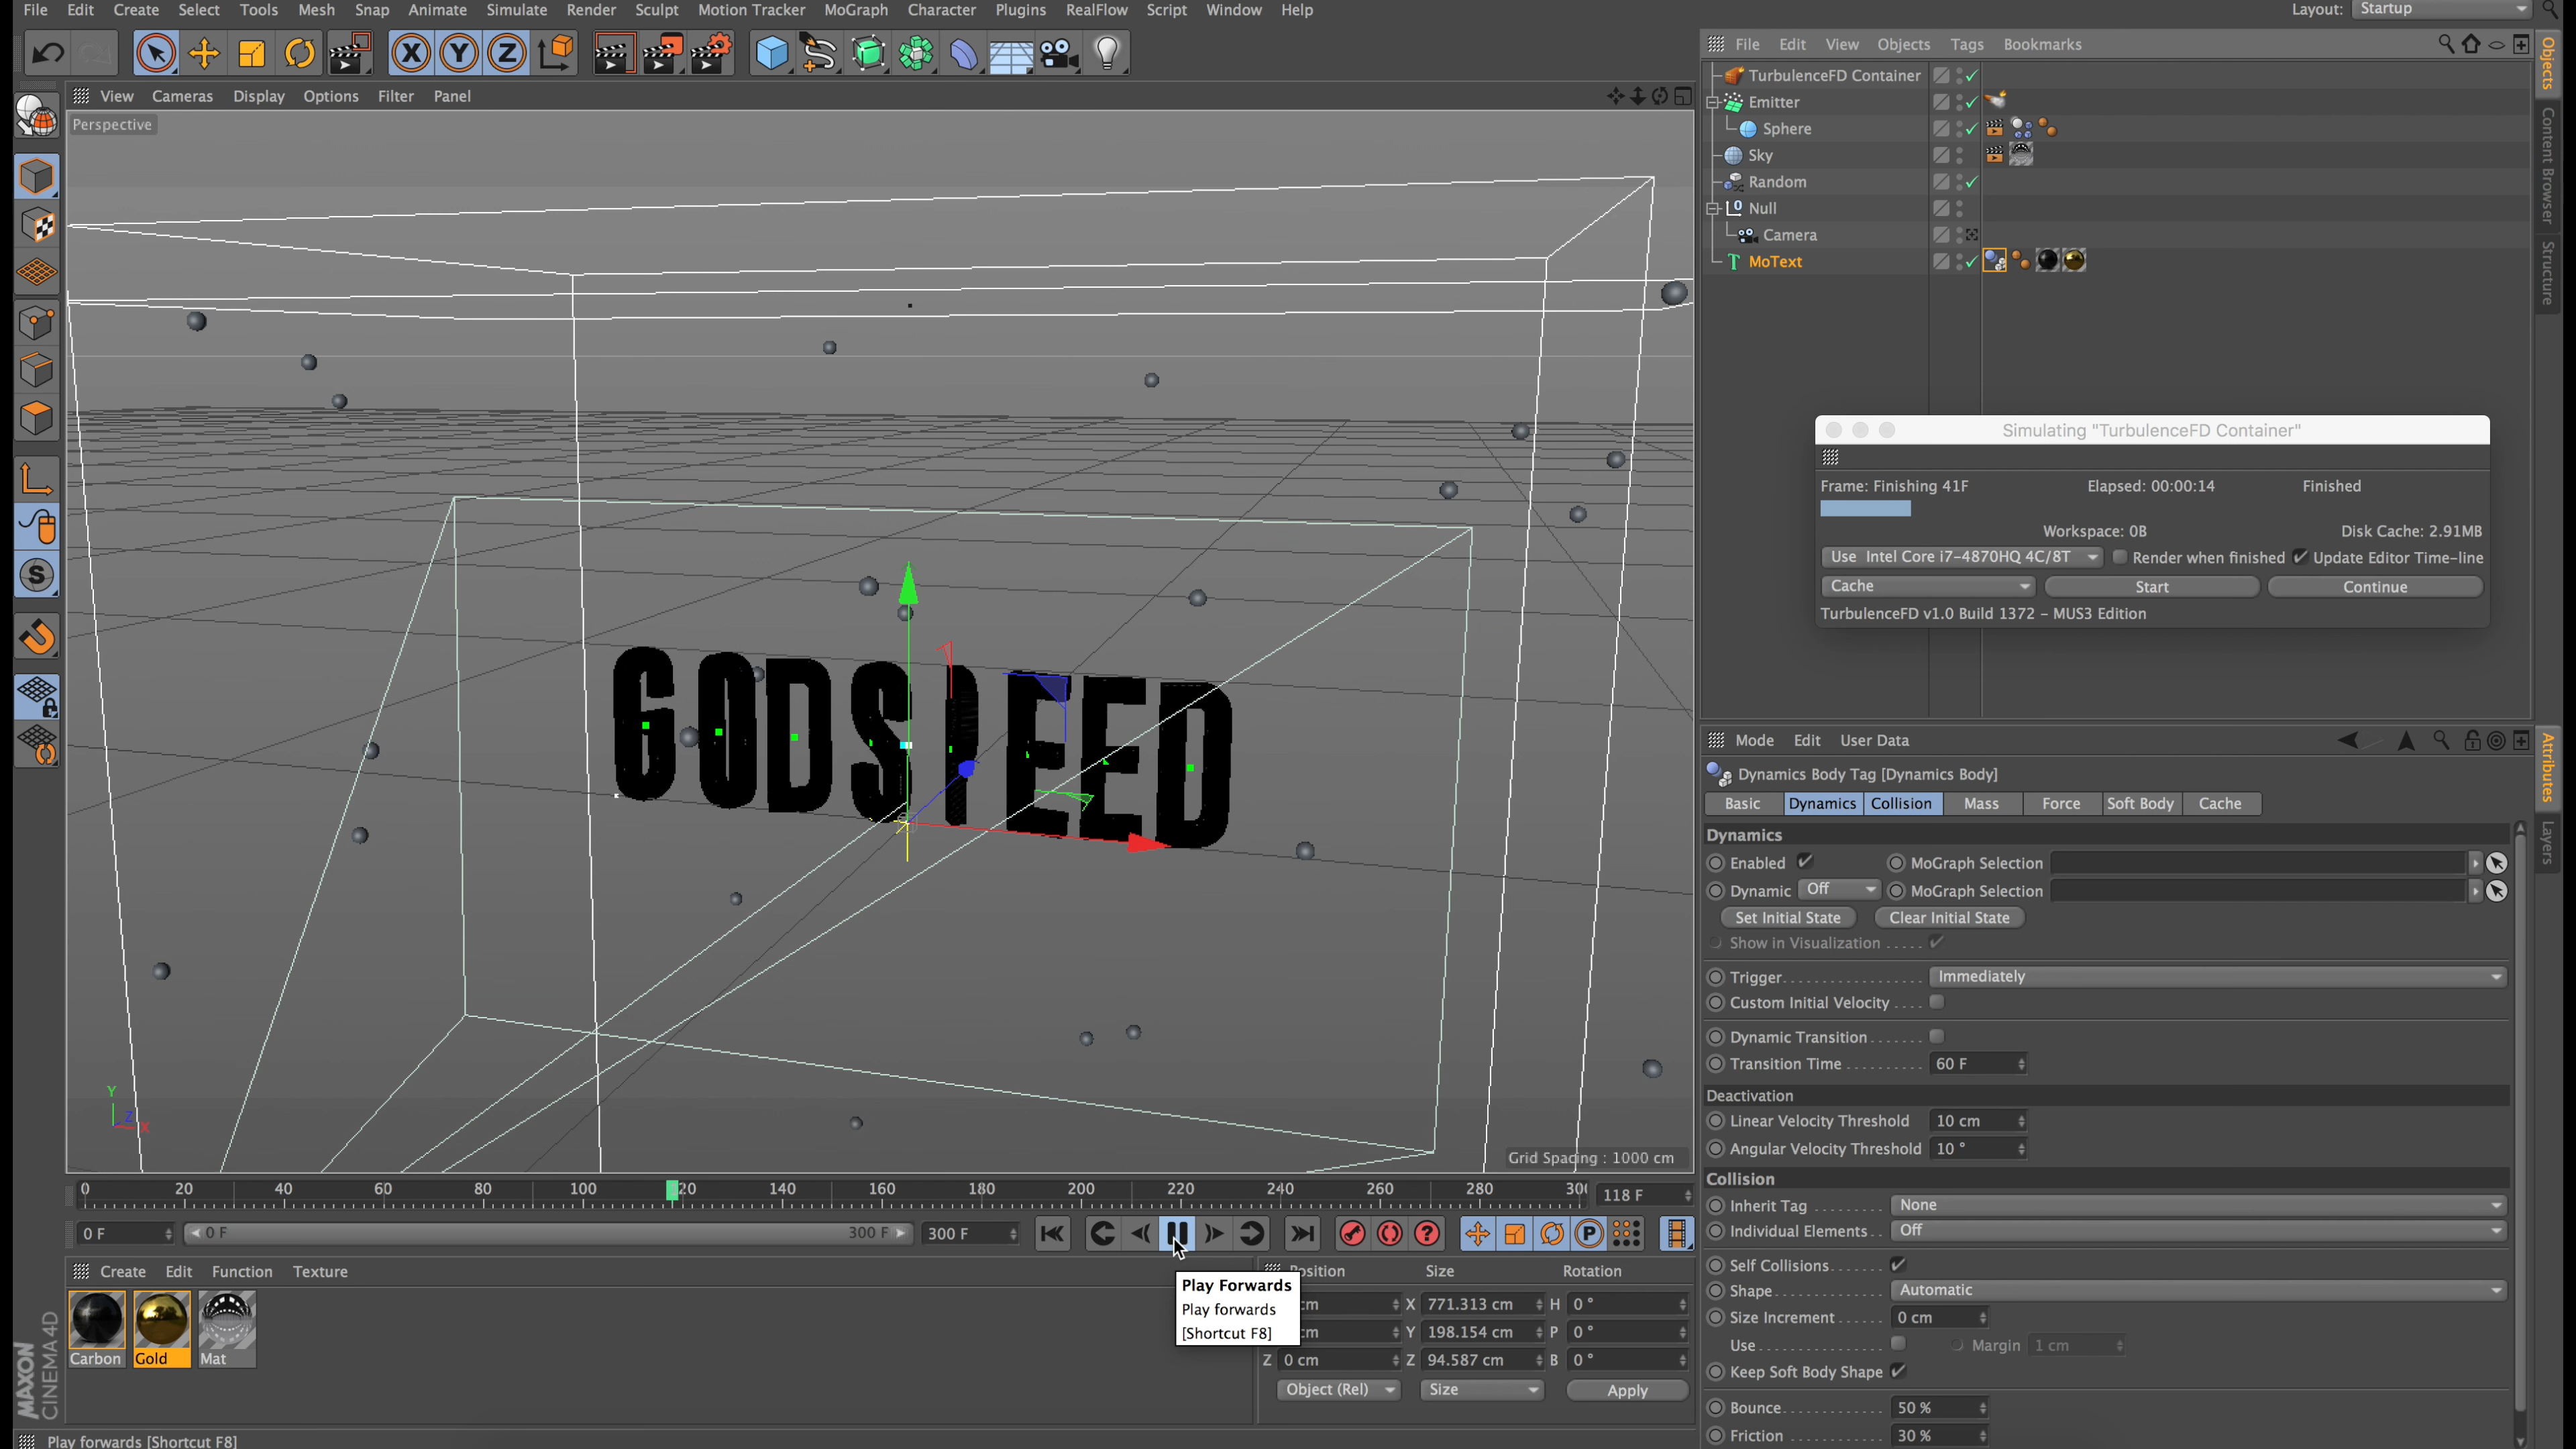 File Edit Create Select Tools Mesh Snap Animate Simulate Render Sculpt Motion Tracker MoGraph Character Plugins RealFlow Script Window Help
Layout: Startup
X Y Z
File Edit View Objects Tags Bookmarks
View Cameras Display Options Filter Panel
Perspective
TurbulenceFD Container
Emitter
Sphere
Sky
Random
Null
Camera
MoText
Objects
Content Browser
Structure
Simulating "TurbulenceFD Container"
Frame: Finishing 41F Elapsed: 00:00:14 Finished
Workspace: 0B Disk Cache: 2.91MB
Use Intel Core i7-4870HQ 4C/8T Render when finished Update Editor Time-line
Cache Start Continue
TurbulenceFD v1.0 Build 1372 - MUS3 Edition
GODSPEED
Y
Z
X
Grid Spacing : 1000 cm
Mode Edit User Data
Attributes
Layers
Dynamics Body Tag [Dynamics Body]
Basic Dynamics Collision Mass Force Soft Body Cache
Dynamics
Enabled MoGraph Selection
Dynamic Off MoGraph Selection
Set Initial State Clear Initial State
Show in Visualization . . . . .
Trigger. . . . . . . . . . . . . . . . . Immediately
Custom Initial Velocity . . . .
Dynamic Transition. . . . . . .
Transition Time . . . . . . . . . . 60 F
Deactivation
Linear Velocity Threshold 10 cm
Angular Velocity Threshold 10 °
Collision
Inherit Tag . . . . . . . . . None
Individual Elements. . Off
Self Collisions. . . . . . .
Shape. . . . . . . . . . . . . . Automatic
Size Increment . . . . . . 0 cm
Use. . . . . . . . . . . . . . . Margin 1 cm
Keep Soft Body Shape
Bounce. . . . . . . . . . . . . 50 %
Friction . . . . . . . . . . . . 30 %
0 20 40 60 80 100 120 140 160 180 200 220 240 260 280 300 118 F
0 F 0 F 300 F 300 F
Create Edit Function Texture
Carbon Gold Mat
Play Forwards
Play forwards
[Shortcut F8]
Position Size Rotation
cm X 771.313 cm H 0 °
cm Y 198.154 cm P 0 °
Z 0 cm Z 94.587 cm B 0 °
Object (Rel) Size Apply
MAXON
CINEMA 4D
Play forwards [Shortcut F8]